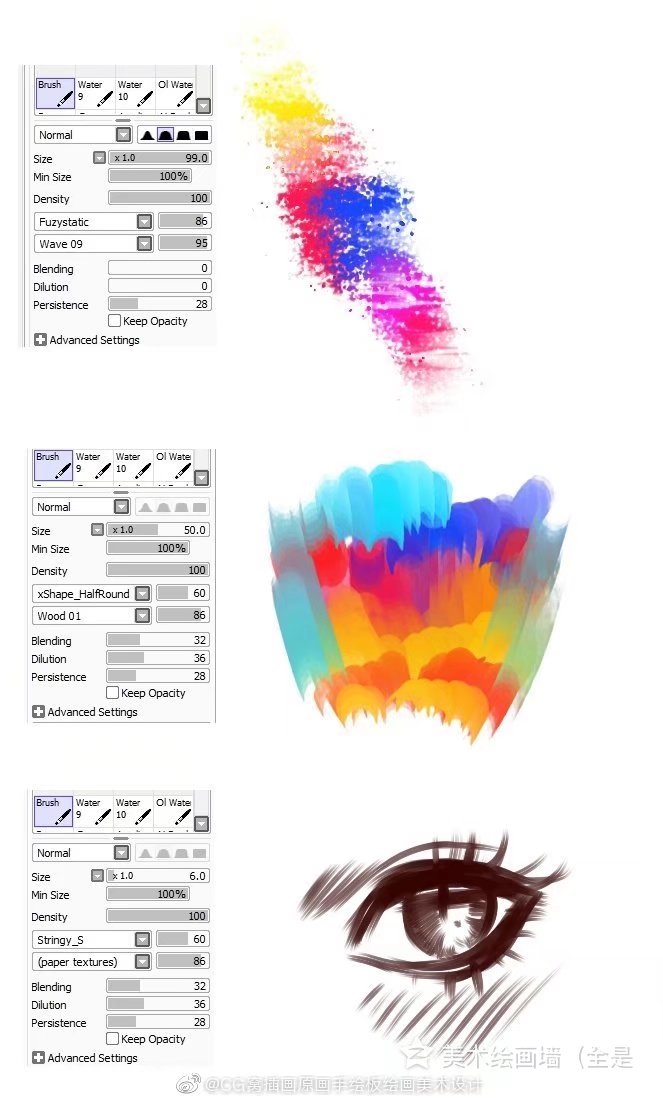 Brush Water 9 Water 10 Ol Wate
Normal
Size x 1.0 99.0
Min Size 100%
Density 100
Fuzystatic 86
Wave 09 95
Blending 0
Dilution 0
Persistence 28
Keep Opacity
Advanced Settings
Brush Water 9 Water 10 Ol Wate
Normal
Size x 1.0 50.0
Min Size 100%
Density 100
xShape_HalfRound 60
Wood 01 86
Blending 32
Dilution 36
Persistence 28
Keep Opacity
Advanced Settings
Brush Water 9 Water 10 Ol Wate
Normal
Size x 1.0 6.0
Min Size 100%
Density 100
Stringy_S 60
(paper textures) 86
Blending 32
Dilution 36
Persistence 28
Keep Opacity
Advanced Settings
美术绘画墙（主是
@CG漫插画原画手绘板绘画美术设计